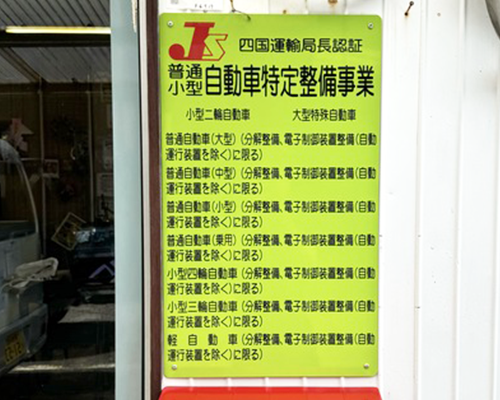 JS 四国運輸局長認証
普通
小型 自動車特定整備事業
小型二輪自動車 大型特殊自動車
普通自動車(大型)(分解整備、電子制御装置整備(自動
運行装置を除く)に限る)
普通自動車(中型)(分解整備、電子制御装置整備(自動
運行装置を除く)に限る)
普通自動車(小型)(分解整備、電子制御装置整備(自動
運行装置を除く)に限る)
普通自動車(乗用)(分解整備、電子制御装置整備(自動
運行装置を除く)に限る)
小型四輪自動車(分解整備、電子制御装置整備(自動
運行装置を除く)に限る)
小型三輪自動車(分解整備、電子制御装置整備(自動
運行装置を除く)に限る)
軽自動車(分解整備、電子制御装置整備(自動
運行装置を除く)に限る)